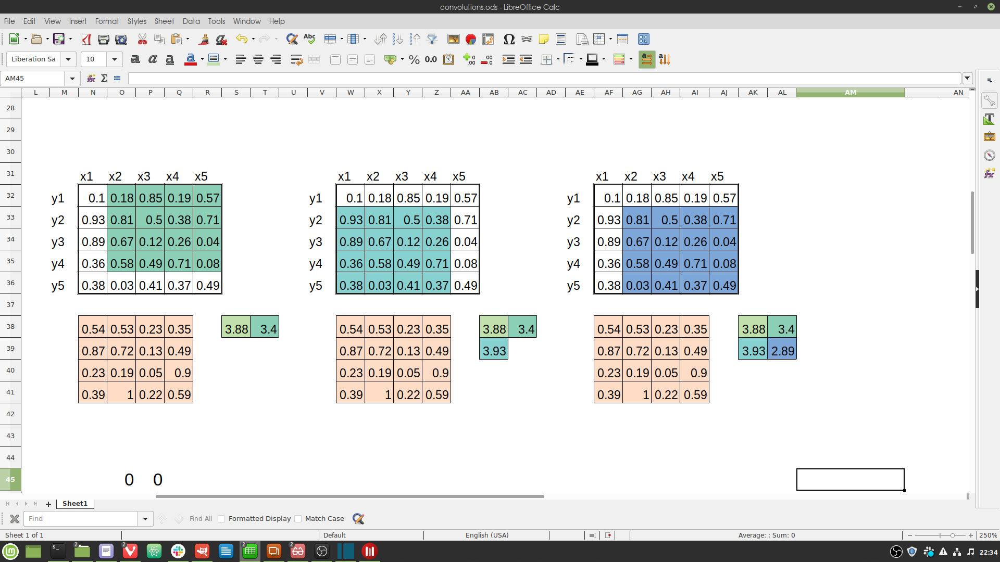 convolutions.ods - LibreOffice Calc
File Edit View Insert Format Styles Sheet Data Tools Window Help
Abc
Liberation Sa 10 a a a a % 0.0
AM45 fx Σ =
L M N O P Q R S T U V W X Y Z AA AB AC AD AE AF AG AH AI AJ AK AL AM AN
28
29
30
31 x1 x2 x3 x4 x5 x1 x2 x3 x4 x5 x1 x2 x3 x4 x5
32 y1 0.1 0.18 0.85 0.19 0.57 y1 0.1 0.18 0.85 0.19 0.57 y1 0.1 0.18 0.85 0.19 0.57
33 y2 0.93 0.81 0.5 0.38 0.71 y2 0.93 0.81 0.5 0.38 0.71 y2 0.93 0.81 0.5 0.38 0.71
34 y3 0.89 0.67 0.12 0.26 0.04 y3 0.89 0.67 0.12 0.26 0.04 y3 0.89 0.67 0.12 0.26 0.04
35 y4 0.36 0.58 0.49 0.71 0.08 y4 0.36 0.58 0.49 0.71 0.08 y4 0.36 0.58 0.49 0.71 0.08
36 y5 0.38 0.03 0.41 0.37 0.49 y5 0.38 0.03 0.41 0.37 0.49 y5 0.38 0.03 0.41 0.37 0.49
37
38 0.54 0.53 0.23 0.35 3.88 3.4 0.54 0.53 0.23 0.35 3.88 3.4 0.54 0.53 0.23 0.35 3.88 3.4
39 0.87 0.72 0.13 0.49 0.87 0.72 0.13 0.49 3.93 0.87 0.72 0.13 0.49 3.93 2.89
40 0.23 0.19 0.05 0.9 0.23 0.19 0.05 0.9 0.23 0.19 0.05 0.9
41 0.39 1 0.22 0.59 0.39 1 0.22 0.59 0.39 1 0.22 0.59
42
43
44
45 0 0
Sheet1
Find Find All Formatted Display Match Case
Sheet 1 of 1 Default English (USA) Average: ; Sum: 0 250%
2 2 2 2 22:34